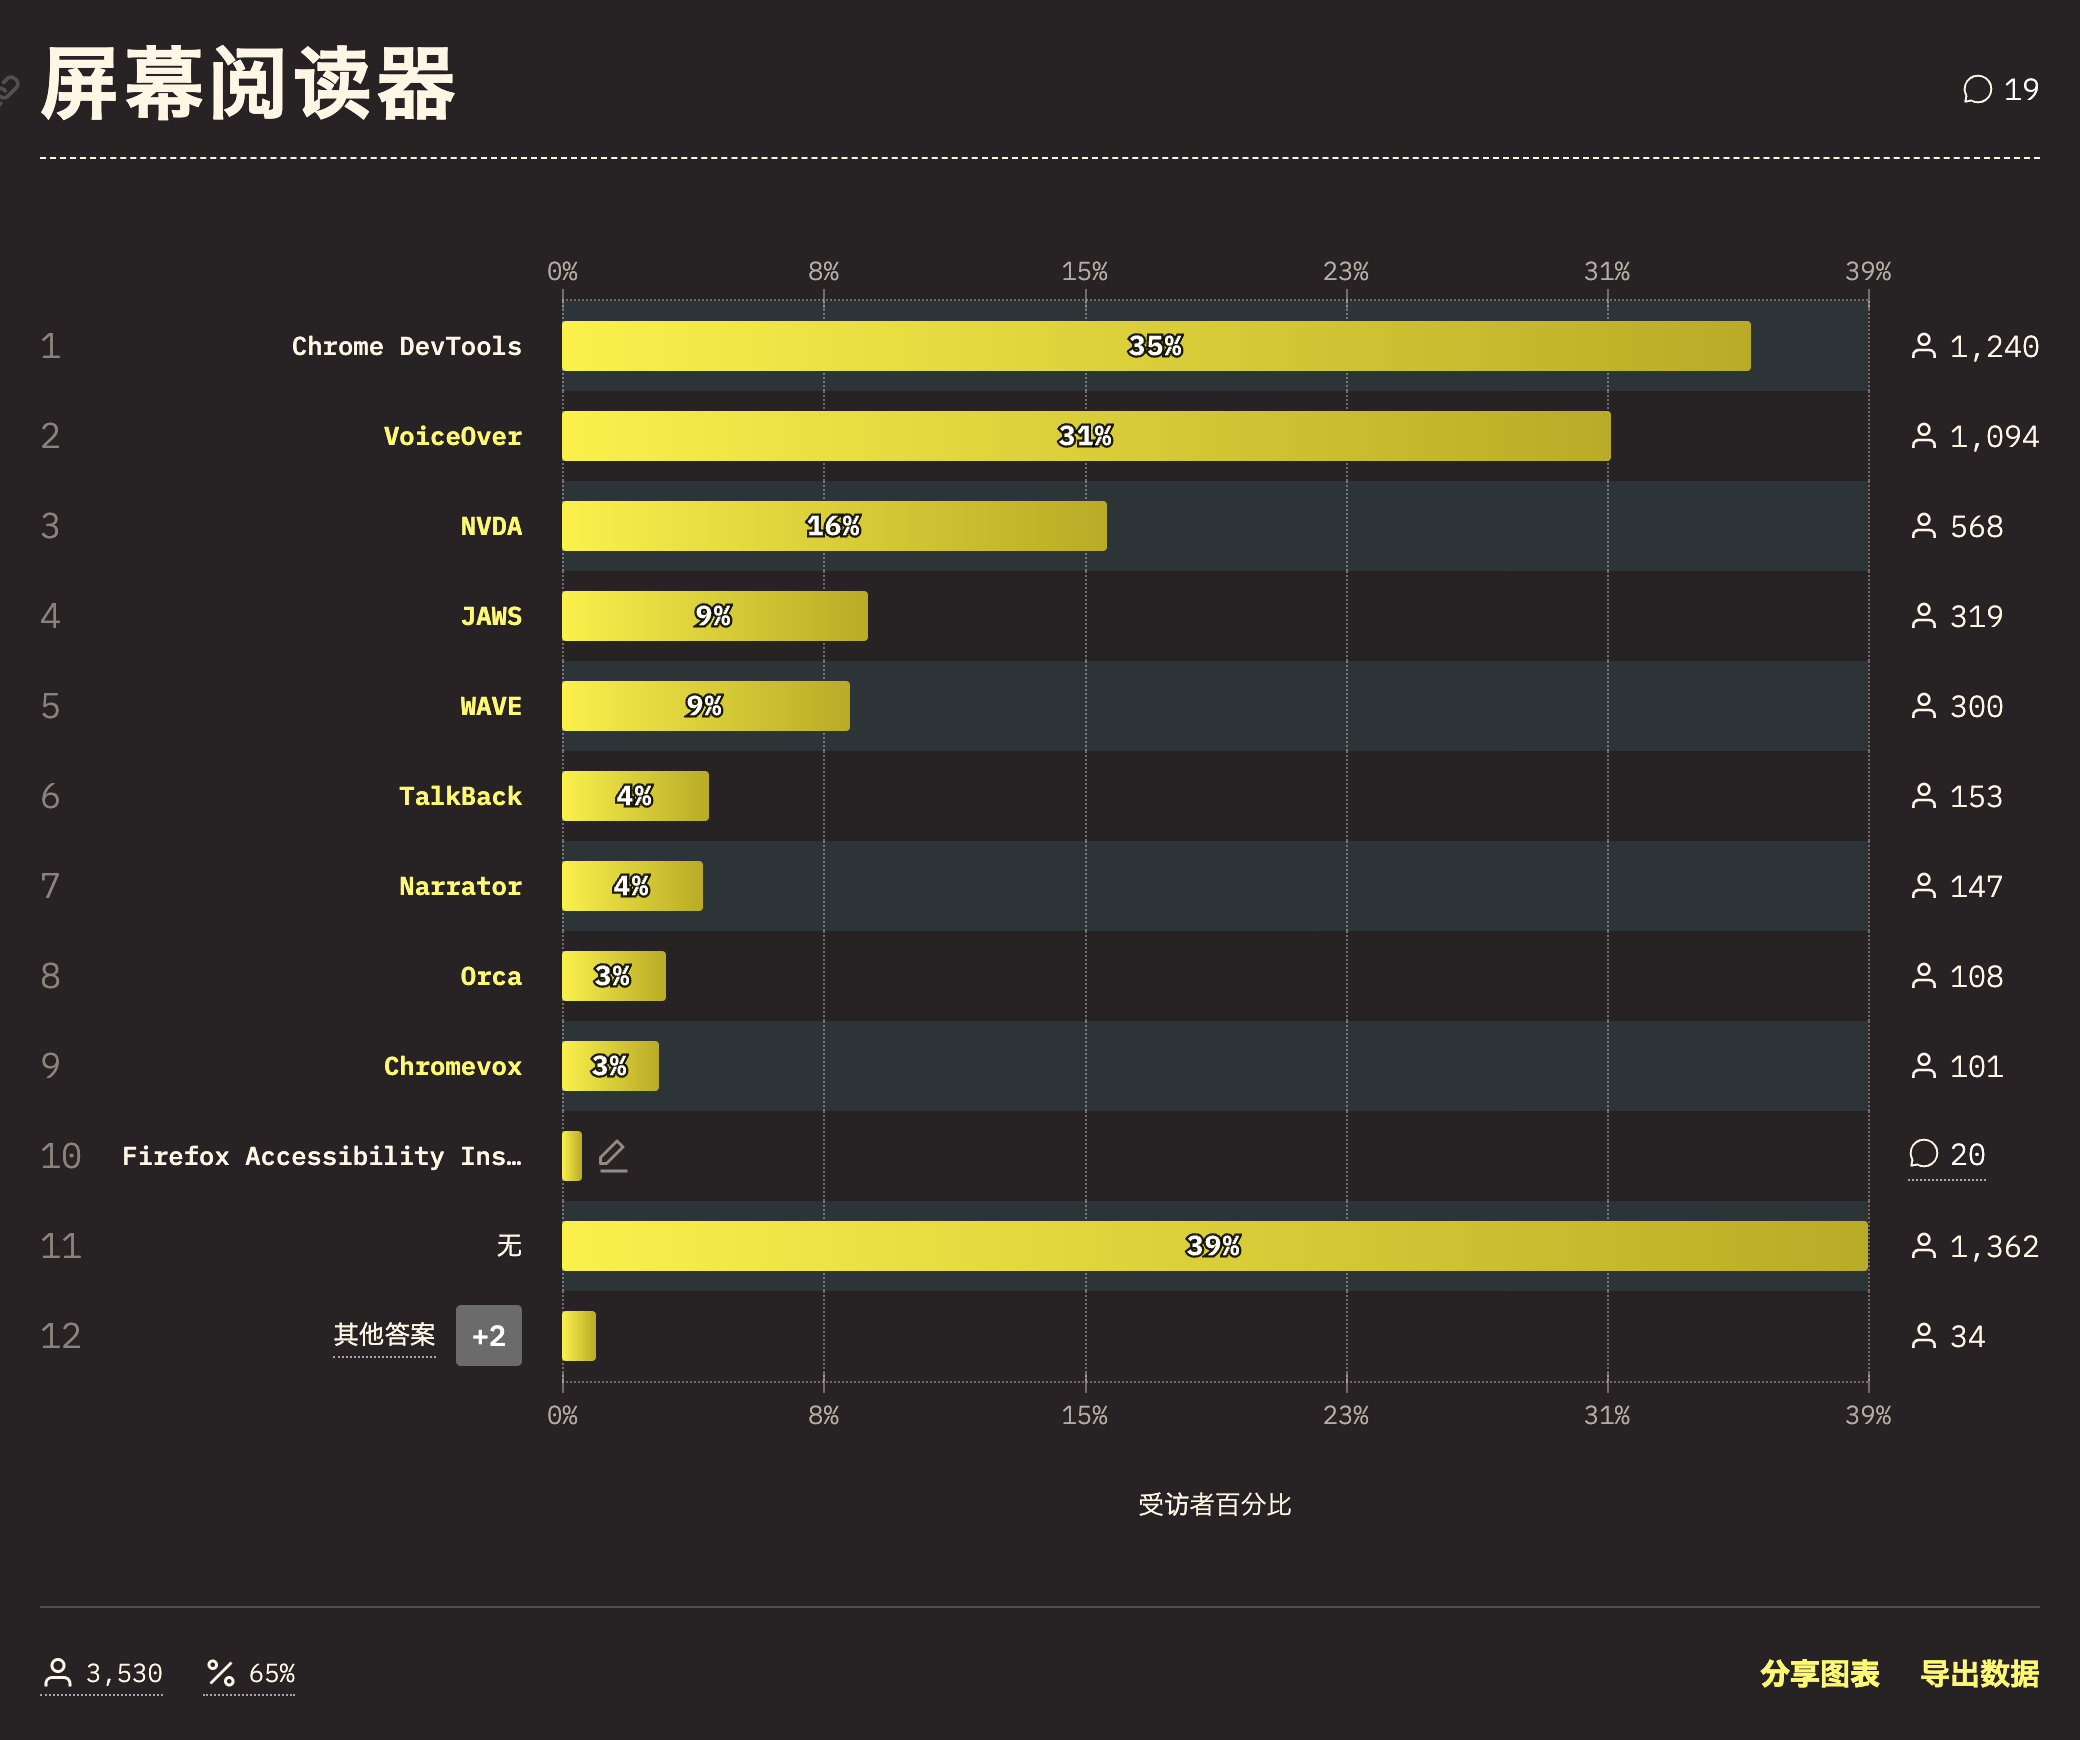 屏幕阅读器
19
0% 8% 15% 23% 31% 39%
1 Chrome DevTools 35% 1,240
2 VoiceOver 31% 1,094
3 NVDA 16% 568
4 JAWS 9% 319
5 WAVE 9% 300
6 TalkBack 4% 153
7 Narrator 4% 147
8 Orca 3% 108
9 Chromevox 3% 101
10 Firefox Accessibility Ins… 20
11 无 39% 1,362
12 其他答案 +2 34
0% 8% 15% 23% 31% 39%
受访者百分比
3,530 % 65% 分享图表 导出数据